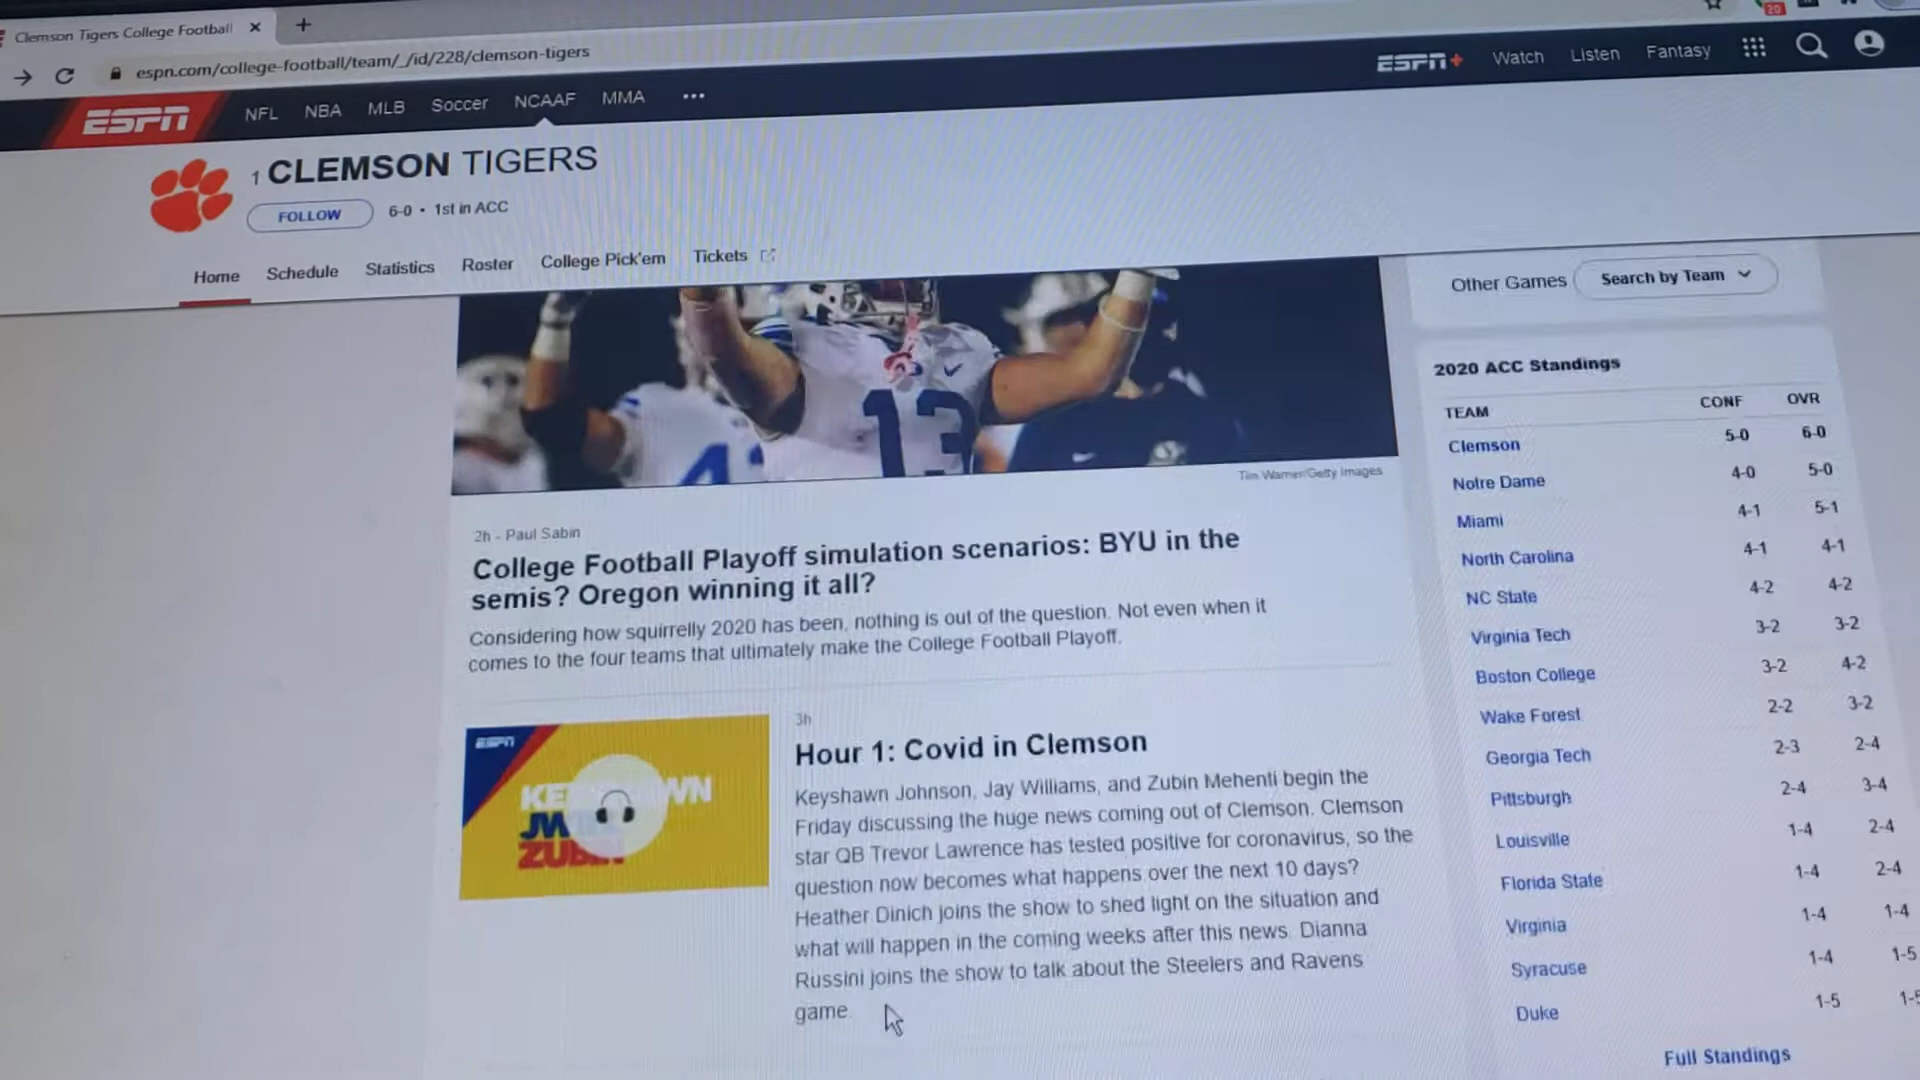 Clemson Tigers College Football
20
espn.com/college-football/team/_/id/228/clemson-tigers
ESPN NFL NBA MLB Soccer NCAAF MMA ••• ESPN+ Watch Listen Fantasy
1 CLEMSON TIGERS
FOLLOW 6-0 • 1st in ACC
Home Schedule Statistics Roster College Pick'em Tickets
13
4
Tim Warner/Getty Images
2h - Paul Sabin
College Football Playoff simulation scenarios: BYU in the
semis? Oregon winning it all?
Considering how squirrelly 2020 has been, nothing is out of the question. Not even when it
comes to the four teams that ultimately make the College Football Playoff.
ESPN
ZUBIN
3h
Hour 1: Covid in Clemson
Keyshawn Johnson, Jay Williams, and Zubin Mehenti begin the
Friday discussing the huge news coming out of Clemson. Clemson
star QB Trevor Lawrence has tested positive for coronavirus, so the
question now becomes what happens over the next 10 days?
Heather Dinich joins the show to shed light on the situation and
what will happen in the coming weeks after this news. Dianna
Russini joins the show to talk about the Steelers and Ravens
game.
Other Games Search by Team
2020 ACC Standings
TEAM CONF OVR
Clemson 5-0 6-0
Notre Dame 4-0 5-0
Miami 4-1 5-1
North Carolina 4-1 4-1
NC State 4-2 4-2
Virginia Tech 3-2 3-2
Boston College 3-2 4-2
Wake Forest 2-2 3-2
Georgia Tech 2-3 2-4
Pittsburgh 2-4 3-4
Louisville 1-4 2-4
Florida State 1-4 2-4
Virginia 1-4 1-4
Syracuse 1-4 1-5
Duke 1-5 1-5
Full Standings